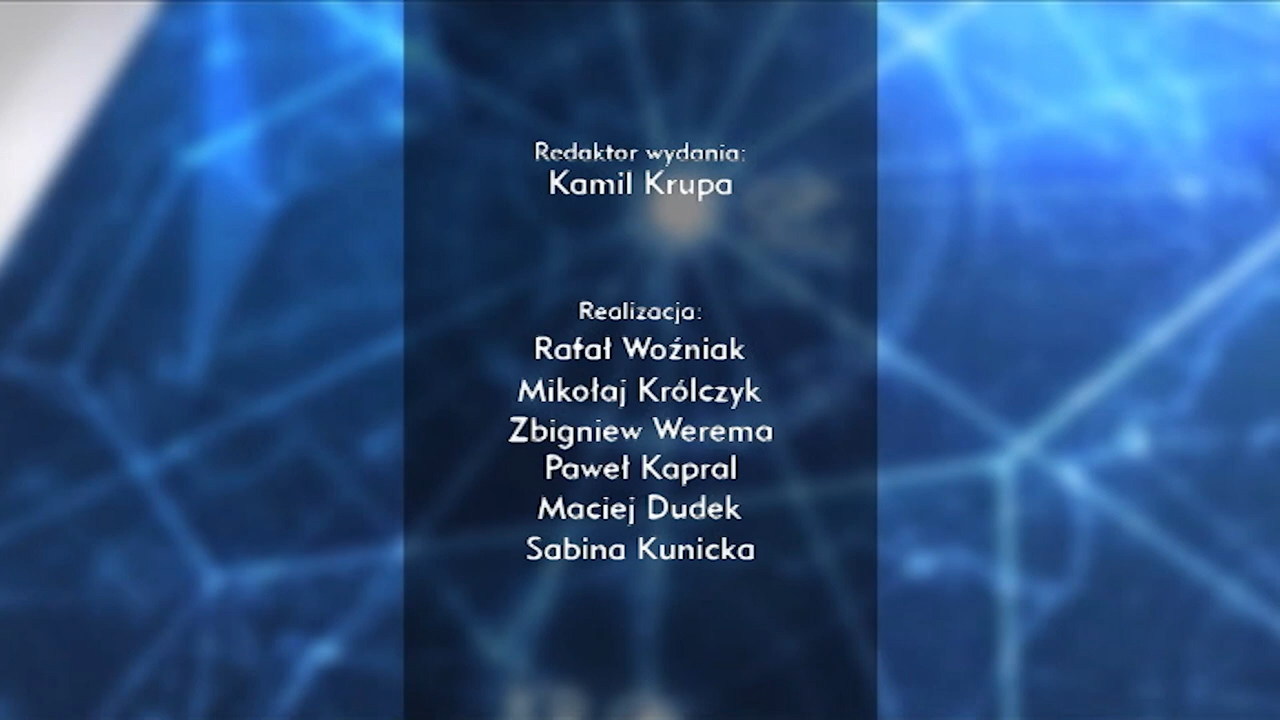 Redaktor wydania:
Kamil Krupa
Realizacja:
Rafał Woźniak
Mikołaj Królczyk
Zbigniew Werema
Paweł Kapral
Maciej Dudek
Sabina Kunicka